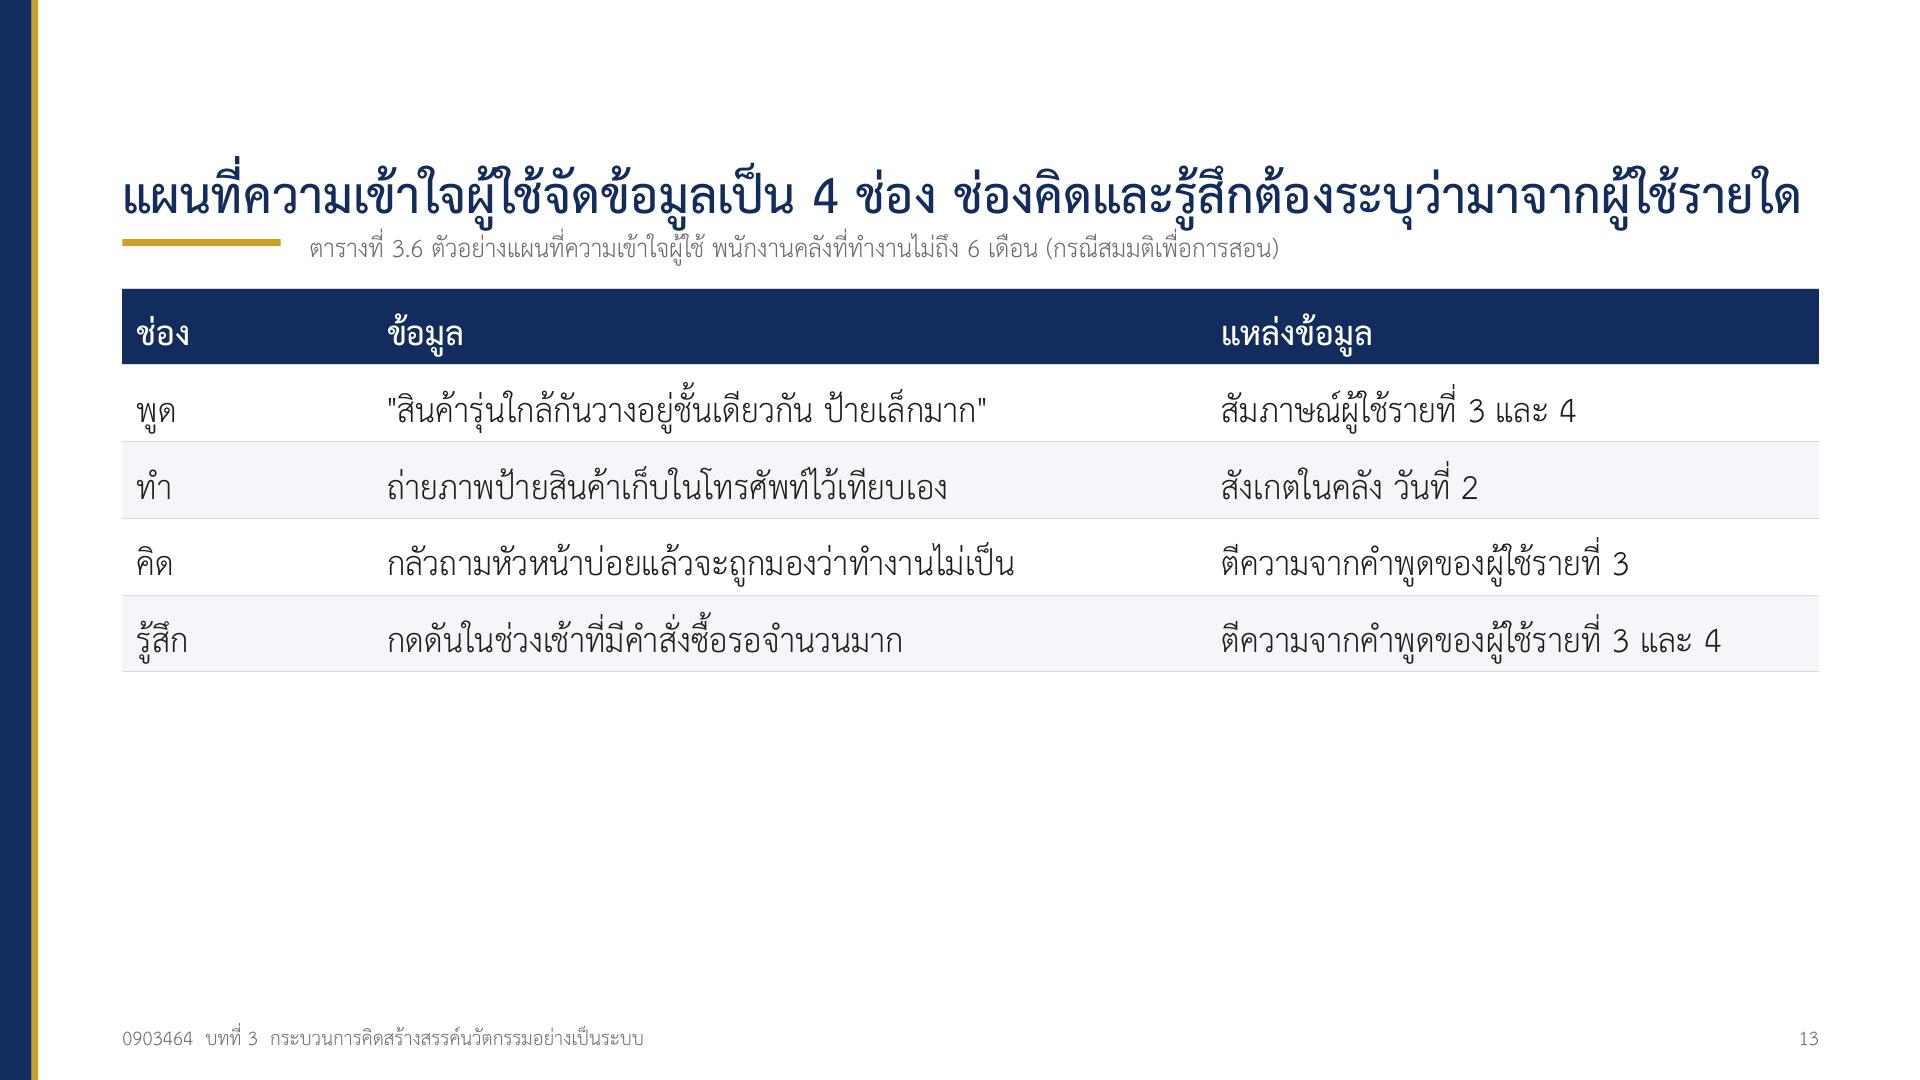 แผนที่ความเข้าใจผู้ใช้จัดข้อมูลเป็น 4 ช่อง ช่องคิดและรู้สึกต้องระบุว่ามาจากผู้ใช้รายใด
ตารางที่ 3.6 ตัวอย่างแผนที่ความเข้าใจผู้ใช้ พนักงานคลังที่ทำงานไม่ถึง 6 เดือน (กรณีสมมติเพื่อการสอน)
ช่อง ข้อมูล แหล่งข้อมูล
พูด "สินค้ารุ่นใกล้กันวางอยู่ชั้นเดียวกัน ป้ายเล็กมาก" สัมภาษณ์ผู้ใช้รายที่ 3 และ 4
ทำ ถ่ายภาพป้ายสินค้าเก็บในโทรศัพท์ไว้เทียบเอง สังเกตในคลัง วันที่ 2
คิด กลัวถามหัวหน้าบ่อยแล้วจะถูกมองว่าทำงานไม่เป็น ตีความจากคำพูดของผู้ใช้รายที่ 3
รู้สึก กดดันในช่วงเช้าที่มีคำสั่งซื้อรอจำนวนมาก ตีความจากคำพูดของผู้ใช้รายที่ 3 และ 4
0903464 บทที่ 3 กระบวนการคิดสร้างสรรค์นวัตกรรมอย่างเป็นระบบ 13